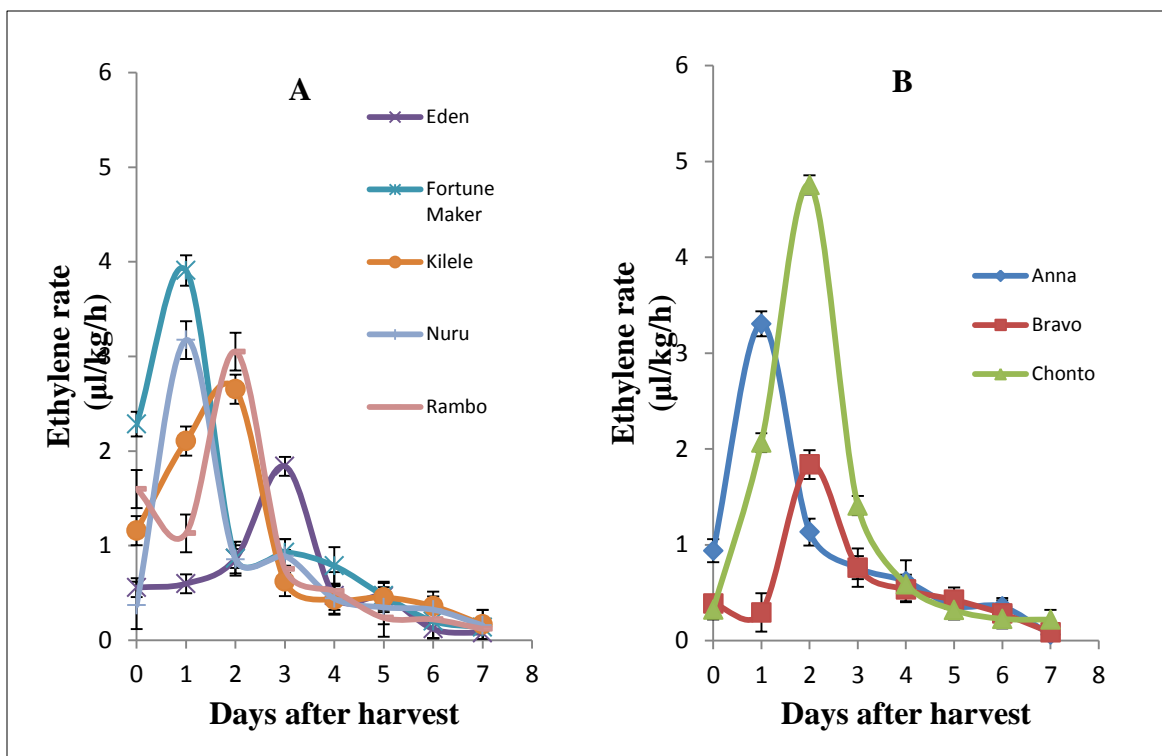 A
6
5
4
3
2
1
0
Ethylene rate
(µl/kg/h)
0 1 2 3 4 5 6 7 8
Days after harvest
Eden
Fortune
Maker
Kilele
Nuru
Rambo
B
6
5
4
3
2
1
0
Ethylene rate
(µl/kg/h)
0 1 2 3 4 5 6 7 8
Days after harvest
Anna
Bravo
Chonto